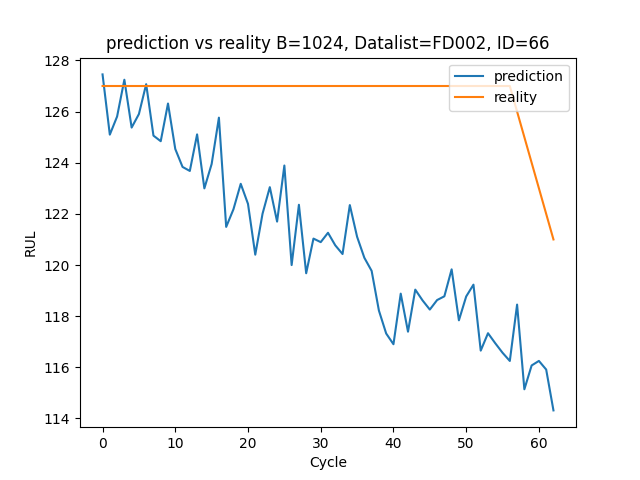 prediction vs reality B=1024, Datalist=FD002, ID=66
prediction
reality
RUL
128
126
124
122
120
118
116
114
0 10 20 30 40 50 60
Cycle